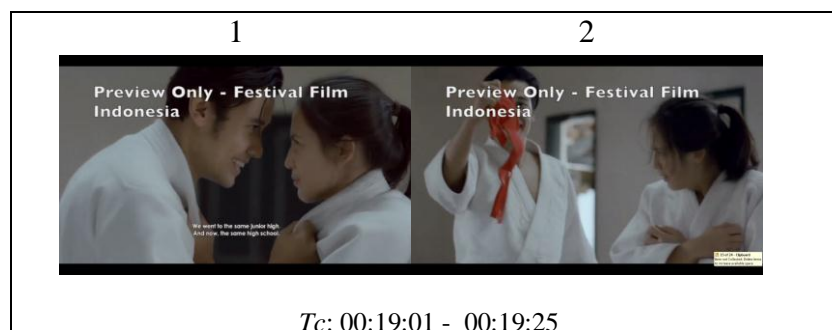 1
2
Preview Only - Festival Film
Indonesia
We went to the same junior high.
And now, the same high school.
Preview Only - Festival Film
Indonesia
Tc: 00:19:01 - 00:19:25